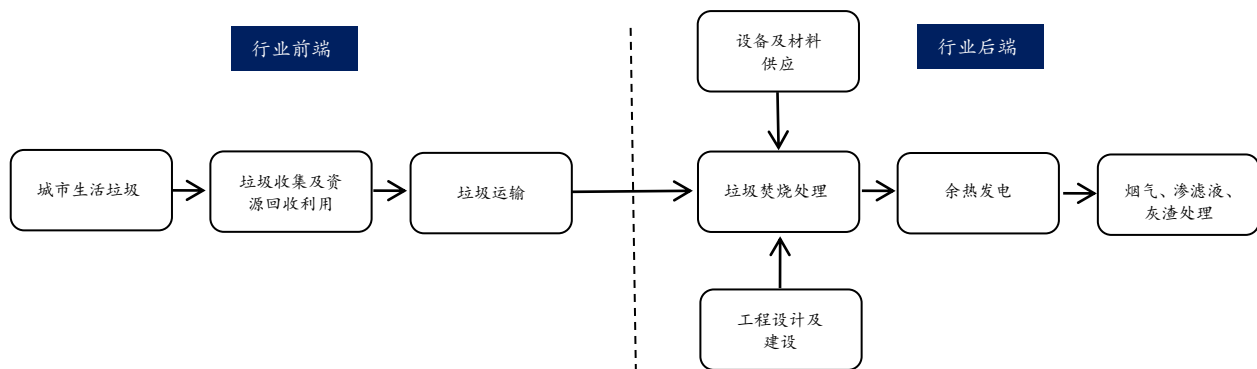 行业前端
行业后端
设备及材料
供应
城市生活垃圾
垃圾收集及资
源回收利用
垃圾运输
垃圾焚烧处理
余热发电
烟气、渗滤液、
灰渣处理
工程设计及
建设